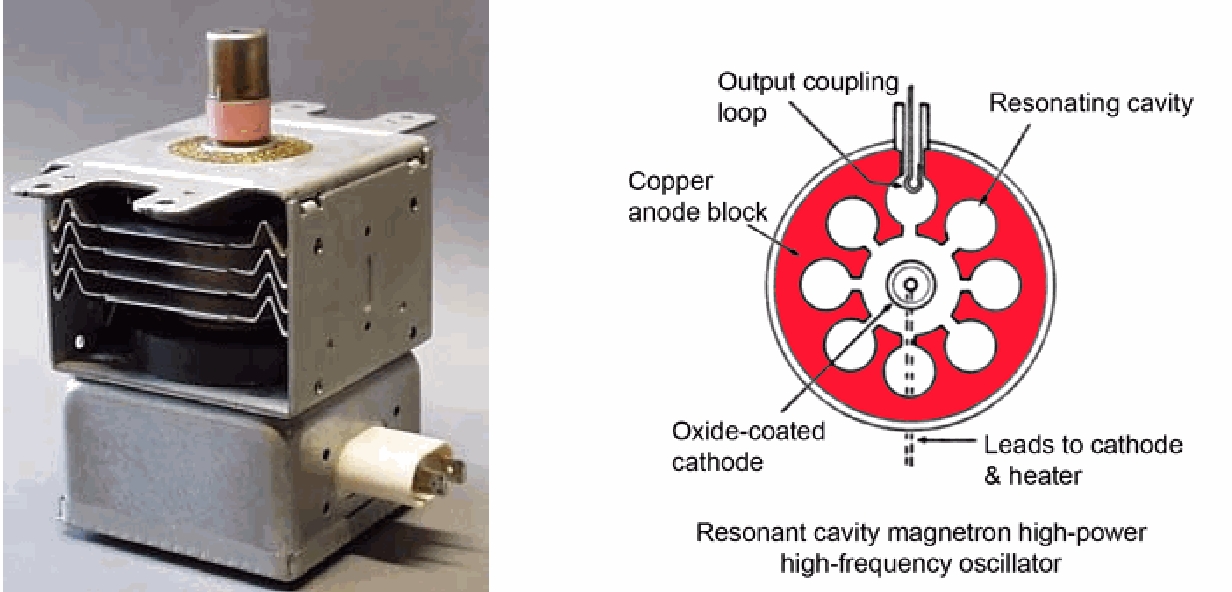 Output coupling
loop
Resonating cavity
Copper
anode block
Oxide-coated
cathode
Leads to cathode
& heater
Resonant cavity magnetron high-power
high-frequency oscillator